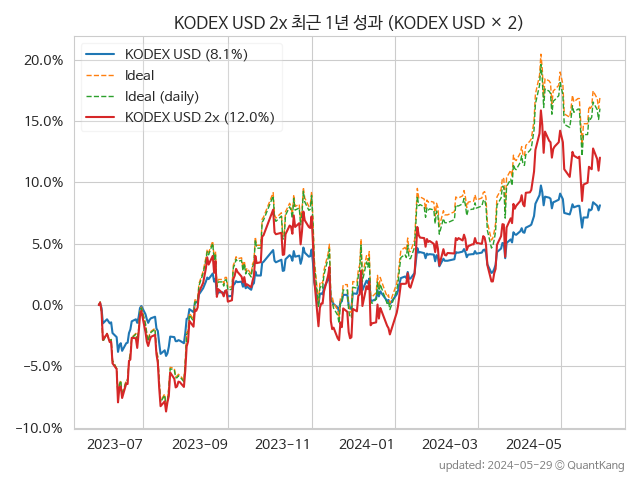 KODEX USD 2x 최근 1년 성과 (KODEX USD × 2)
KODEX USD (8.1%)
Ideal
Ideal (daily)
KODEX USD 2x (12.0%)
20.0%
15.0%
10.0%
5.0%
0.0%
−5.0%
−10.0%
2023-07 2023-09 2023-11 2024-01 2024-03 2024-05
updated: 2024-05-29 © QuantKang